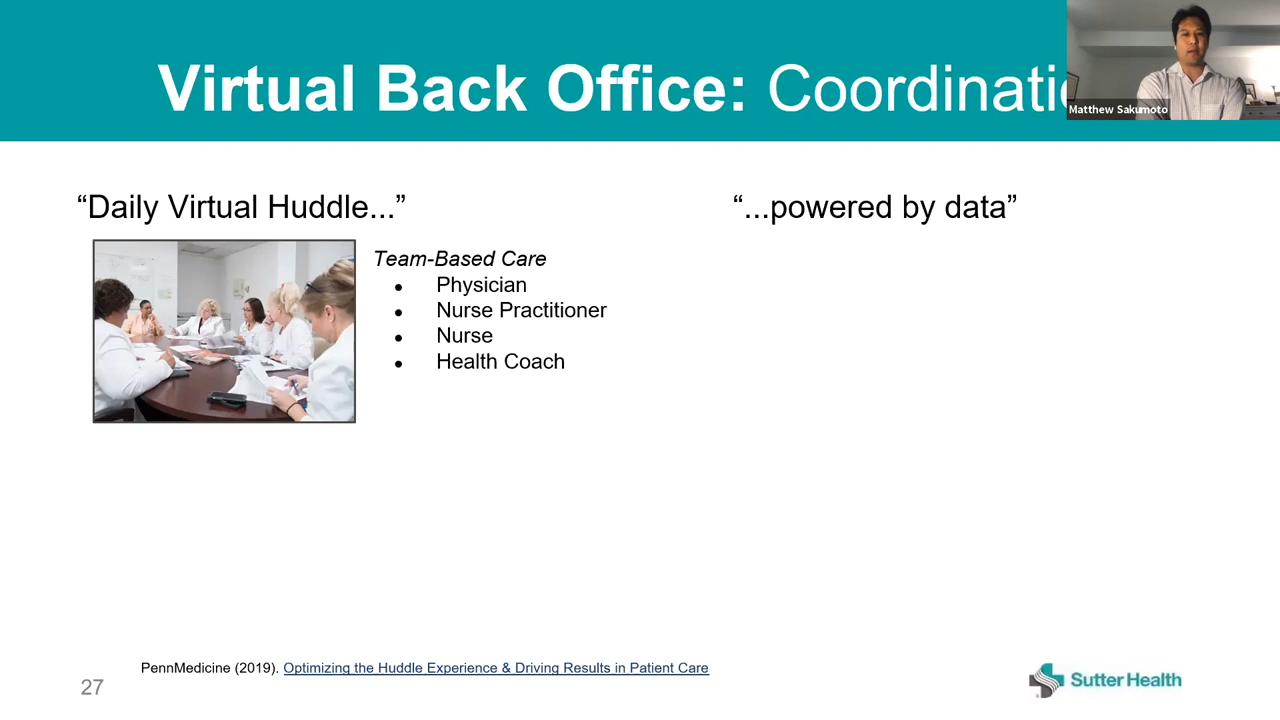 Virtual Back Office: Coordinatio
Matthew Sakumoto
“Daily Virtual Huddle...”
“...powered by data”
Team-Based Care
● Physician
● Nurse Practitioner
● Nurse
● Health Coach
PennMedicine (2019). Optimizing the Huddle Experience & Driving Results in Patient Care
27
Sutter Health